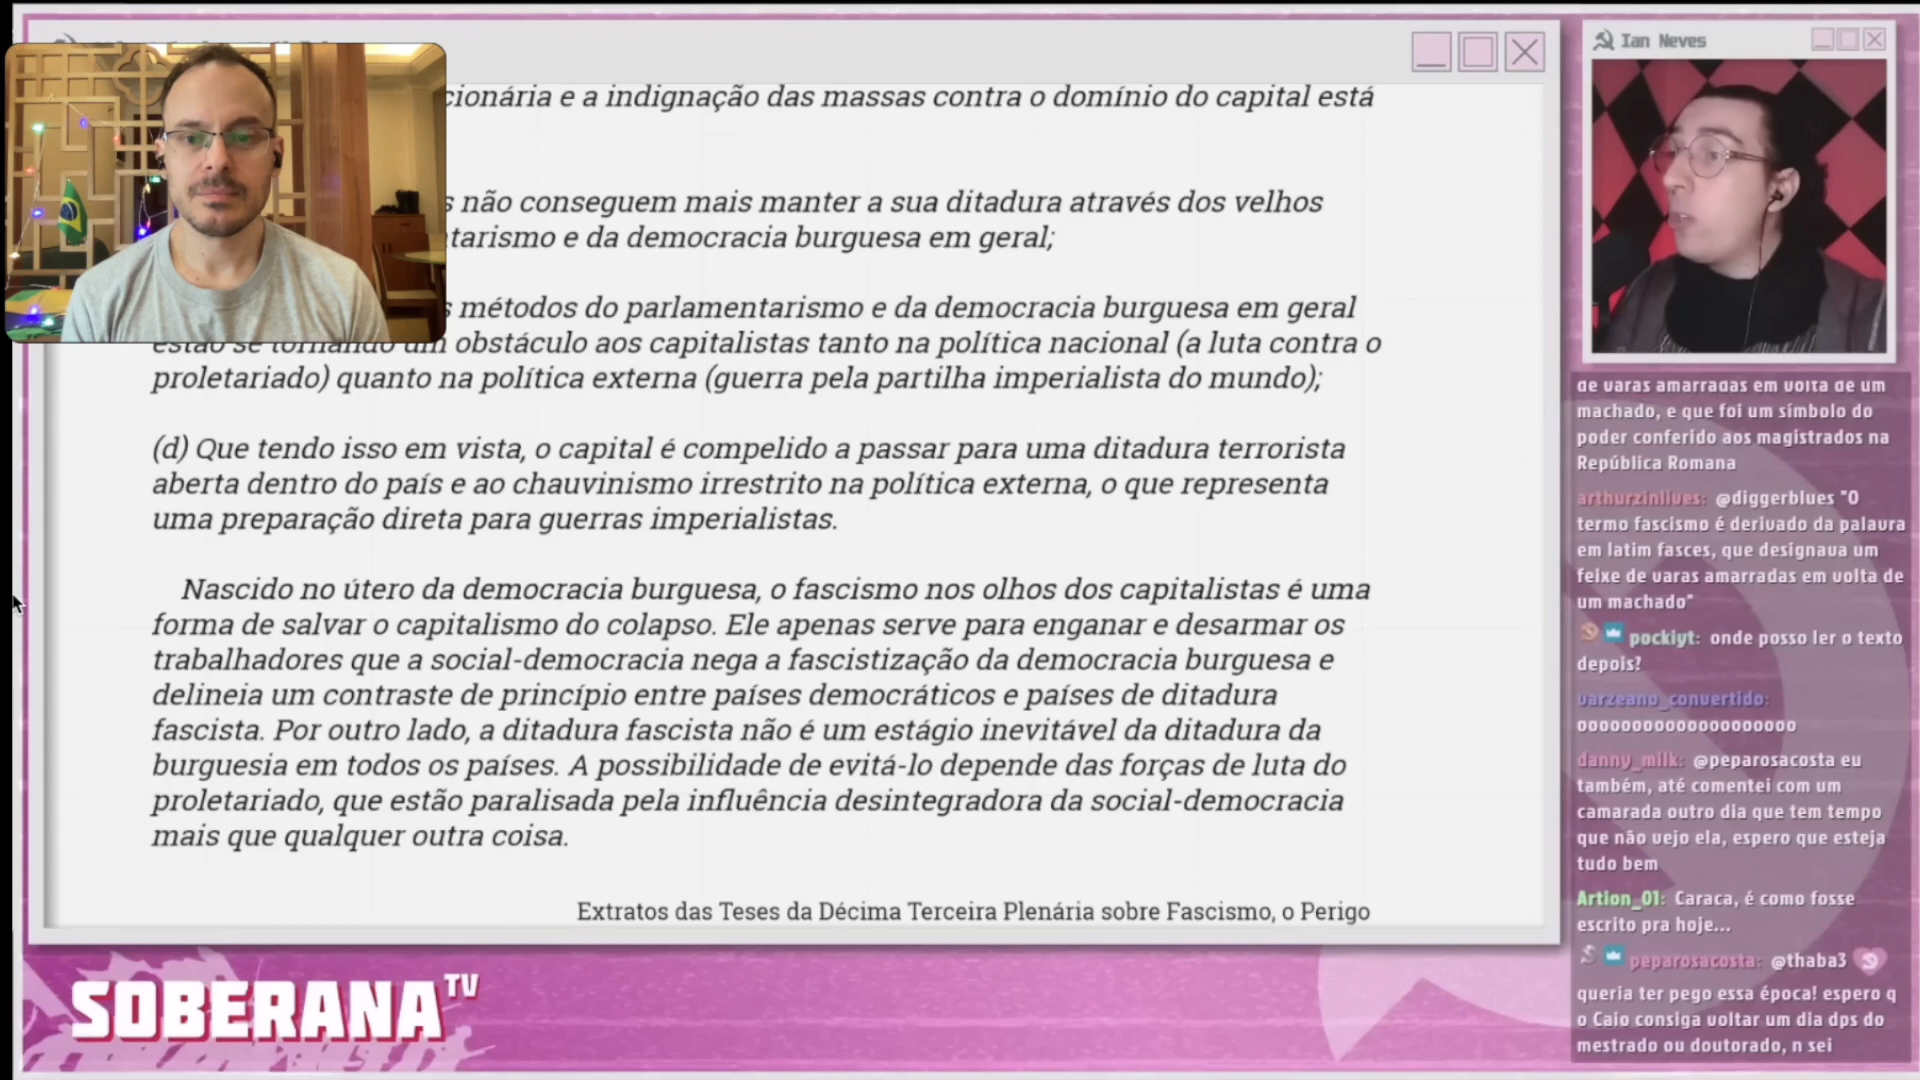 cionária e a indignação das massas contra o domínio do capital está
não conseguem mais manter a sua ditadura através dos velhos
tarismo e da democracia burguesa em geral;
métodos do parlamentarismo e da democracia burguesa em geral
estão se tornando um obstáculo aos capitalistas tanto na política nacional (a luta contra o
proletariado) quanto na política externa (guerra pela partilha imperialista do mundo);
(d) Que tendo isso em vista, o capital é compelido a passar para uma ditadura terrorista
aberta dentro do país e ao chauvinismo irrestrito na política externa, o que representa
uma preparação direta para guerras imperialistas.
Nascido no útero da democracia burguesa, o fascismo nos olhos dos capitalistas é uma
forma de salvar o capitalismo do colapso. Ele apenas serve para enganar e desarmar os
trabalhadores que a social-democracia nega a fascistização da democracia burguesa e
delineia um contraste de princípio entre países democráticos e países de ditadura
fascista. Por outro lado, a ditadura fascista não é um estágio inevitável da ditadura da
burguesia em todos os países. A possibilidade de evitá-lo depende das forças de luta do
proletariado, que estão paralisada pela influência desintegradora da social-democracia
mais que qualquer outra coisa.
Extratos das Teses da Décima Terceira Plenária sobre Fascismo, o Perigo
SOBERANA TV
Ian Neves
de varas amarradas em volta de um
machado, e que foi um símbolo do
poder conferido aos magistrados na
República Romana
arthurzinlives: @diggerblues "O
termo fascismo é derivado da palavra
em latim fasces, que designava um
feixe de varas amarradas em volta de
um machado"
pockiyt: onde posso ler o texto
depois?
varzeano_convertido:
oooooooooooooooooooo
danny_milk: @peparosacosta eu
também, até comentei com um
camarada outro dia que tem tempo
que não vejo ela, espero que esteja
tudo bem
Artion_01: Caraca, é como fosse
escrito pra hoje...
peparosacosta: @thaba3
queria ter pego essa época! espero q
o Caio consiga voltar um dia dps do
mestrado ou doutorado, n sei